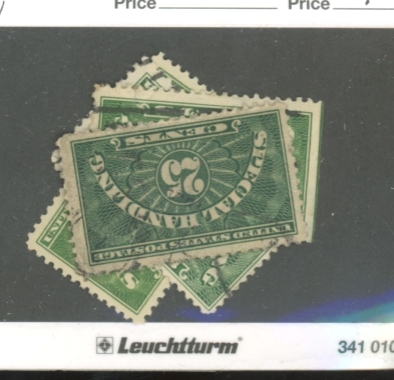 Price Price
CENTS
25
SPECIAL HANDLING
UNITED STATES POSTAGE
Leuchtturm 341 010